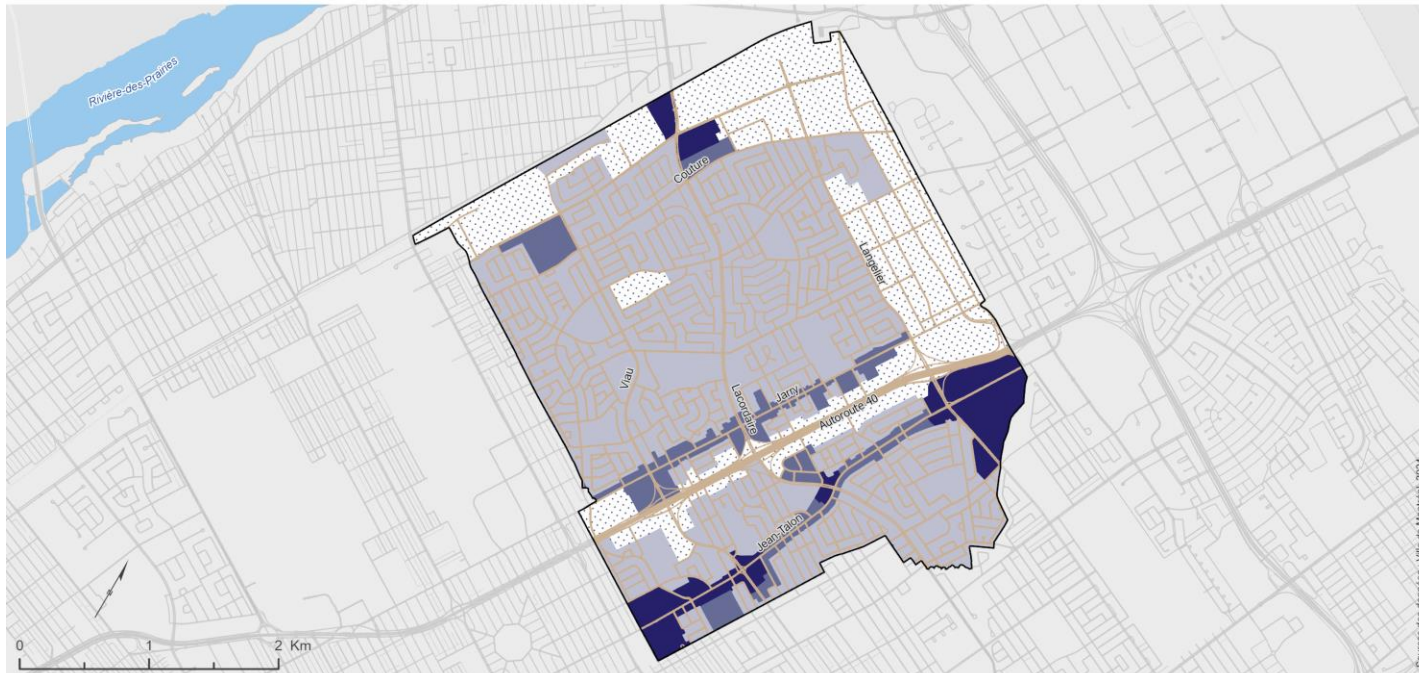 Rivière-des-Prairies
Couture
Langelier
Viau
Lacordaire
Jarry
Autoroute 40
Jean-Talon
0 1 2 Km